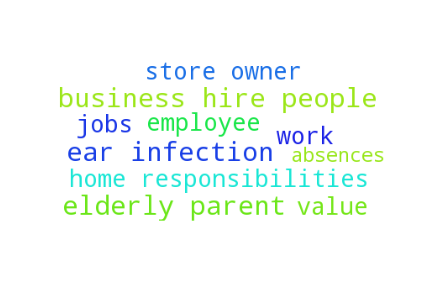 store owner
business hire people
jobs employee work
ear infection absences
home responsibilities
elderly parent value